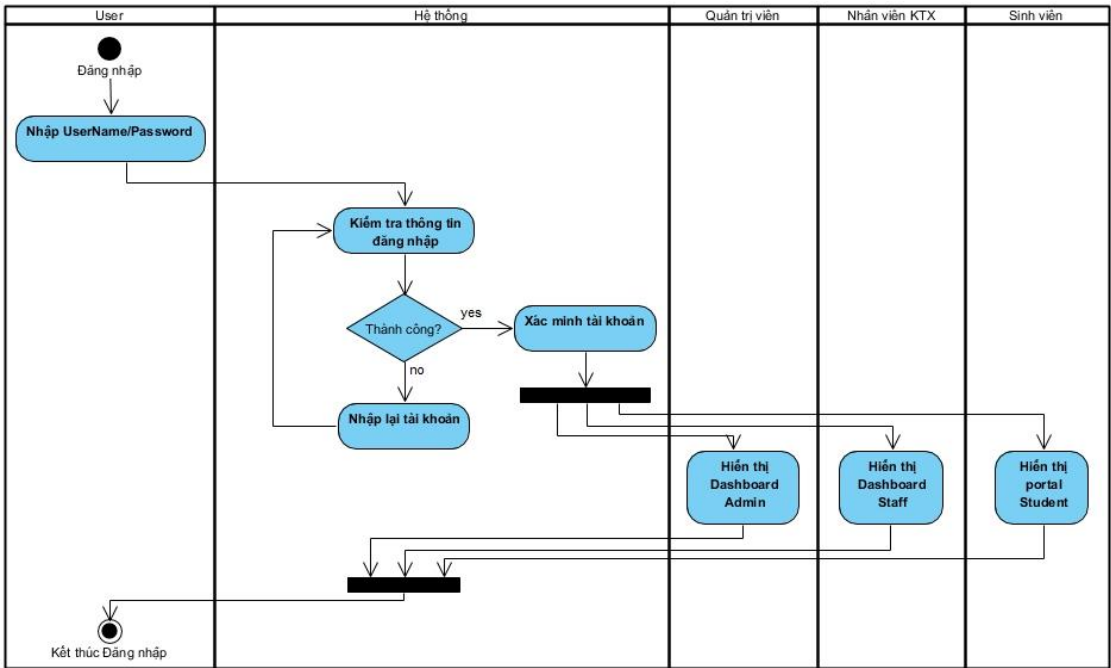 User
Hệ thống
Quản trị viên
Nhân viên KTX
Sinh viên
Đăng nhập
Nhập UserName/Password
Kiểm tra thông tin
đăng nhập
Thành công?
yes
Xác minh tài khoản
no
Nhập lại tài khoản
Hiển thị
Dashboard
Admin
Hiển thị
Dashboard
Staff
Hiển thị
portal
Student
Kết thúc Đăng nhập